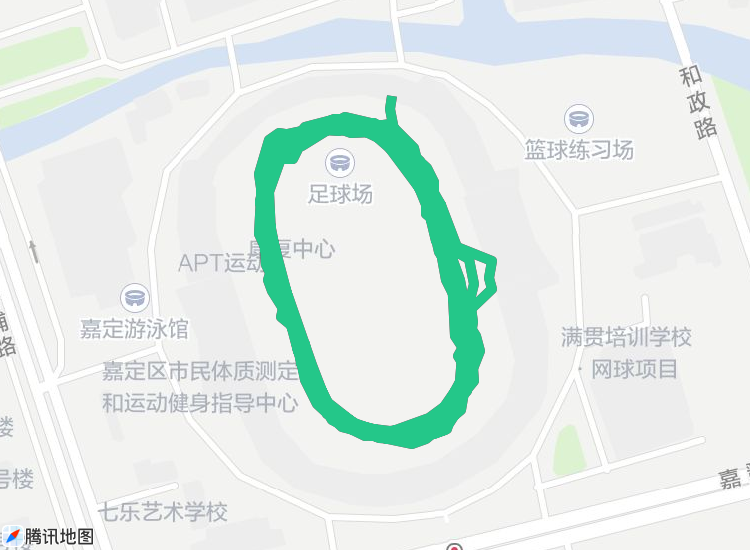 和政路
篮球练习场
足球场
康复中心
APT运动
嘉定游泳馆
路
满贯培训学校
网球项目
嘉定区市民体质测定
和运动健身指导中心
楼
号楼
嘉
七乐艺术学校
腾讯地图